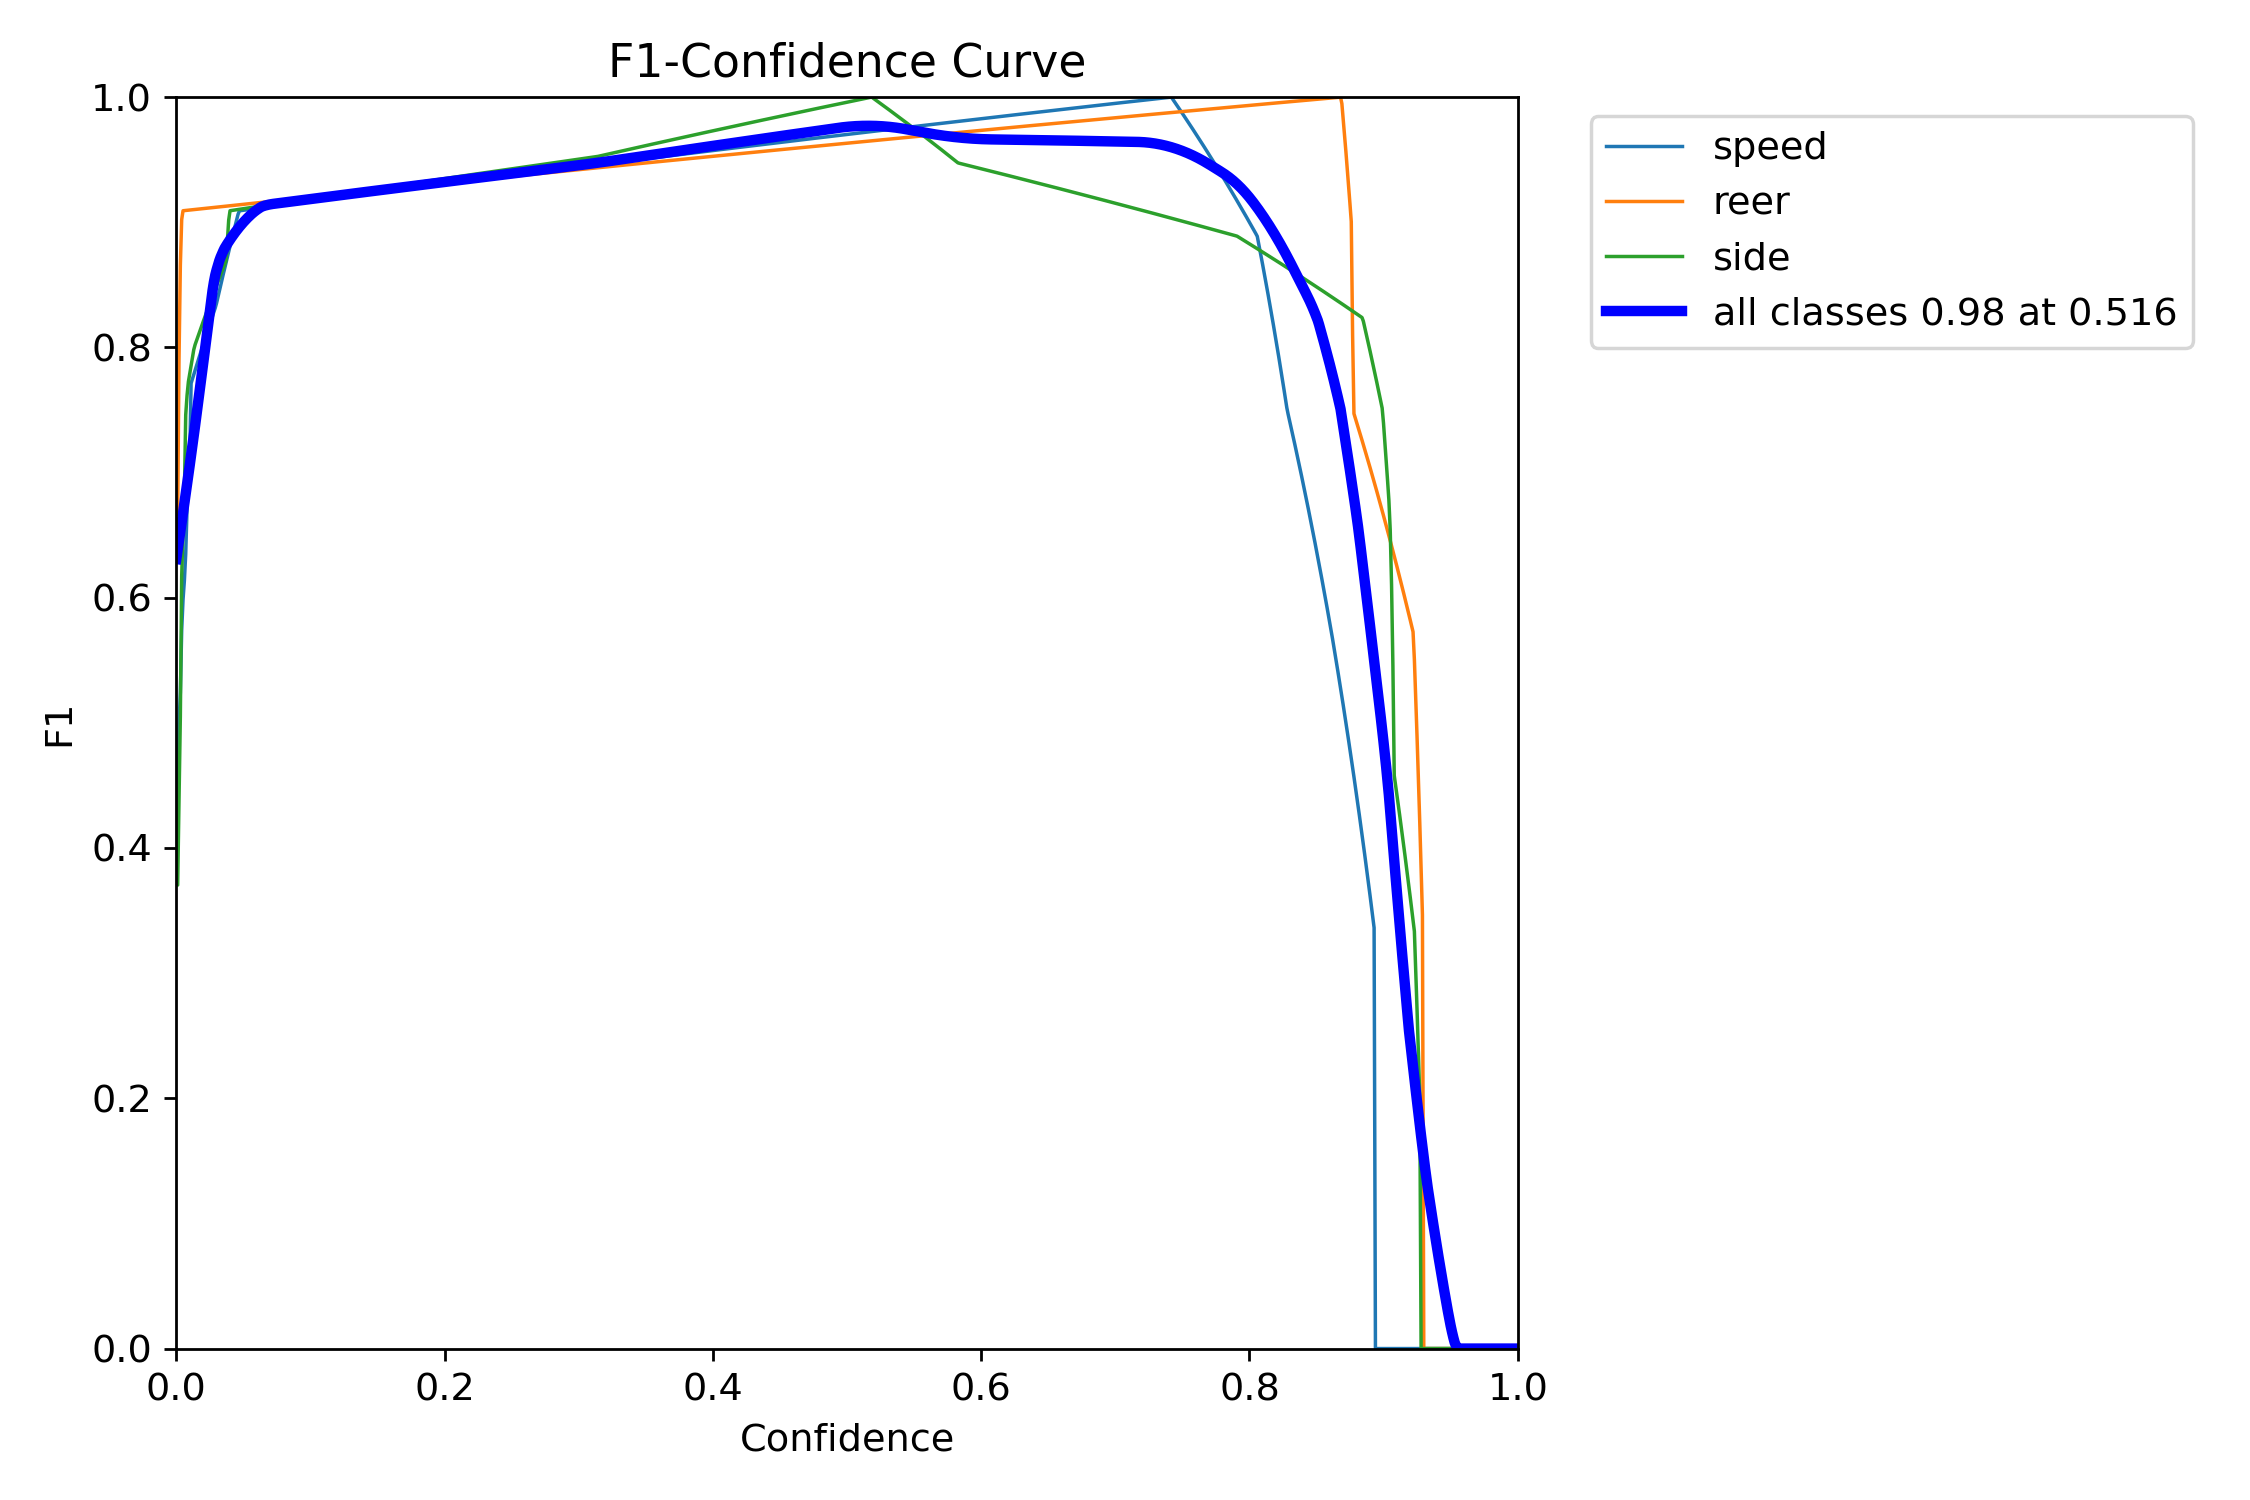 F1-Confidence Curve
1.0
0.8
0.6
0.4
0.2
0.0
F1
0.0 0.2 0.4 0.6 0.8 1.0
Confidence
speed
reer
side
all classes 0.98 at 0.516